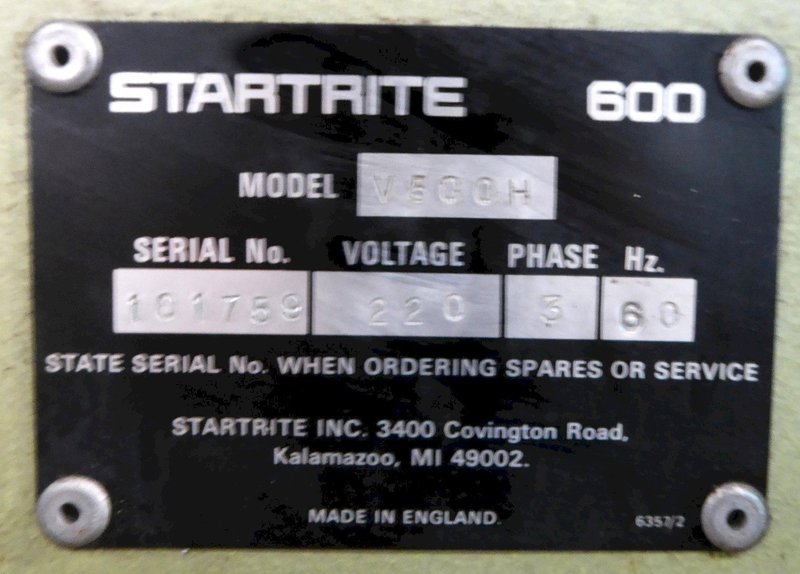 STARTRITE 600
MODEL
SERIAL No. VOLTAGE PHASE Hz.
101759 220 3 60
STATE SERIAL No. WHEN ORDERING SPARES OR SERVICE
STARTRITE INC. 3400 Covington Road,
Kalamazoo, MI 49002.
MADE IN ENGLAND. 6357/2